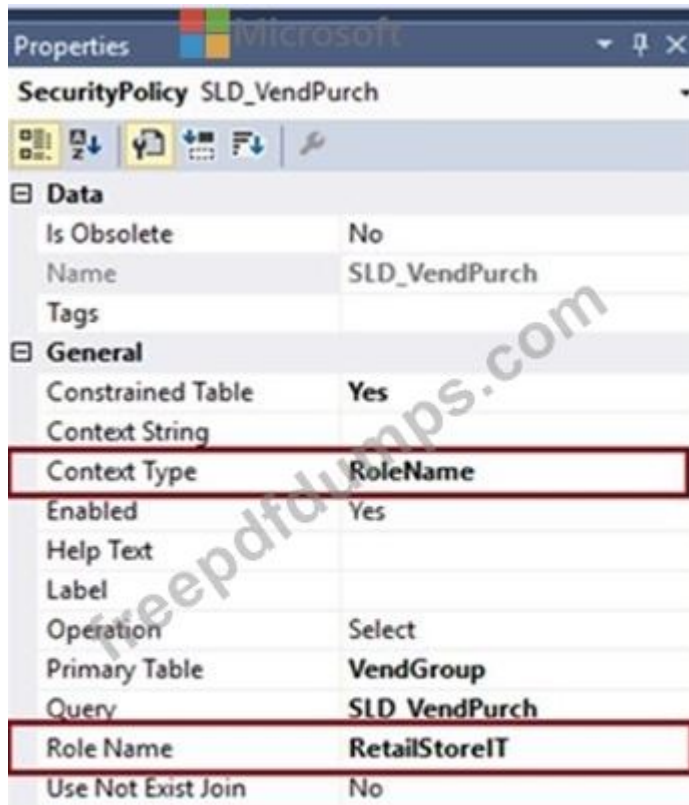 Microsoft
Properties
SecurityPolicy SLD_VendPurch
Data
Is Obsolete No
Name SLD_VendPurch
Tags
General
Constrained Table Yes
Context String
Context Type RoleName
Enabled Yes
Help Text
Label
Operation Select
Primary Table VendGroup
Query SLD_VendPurch
Role Name RetailStoreIT
Use Not Exist Join No
freepdfdumps.com